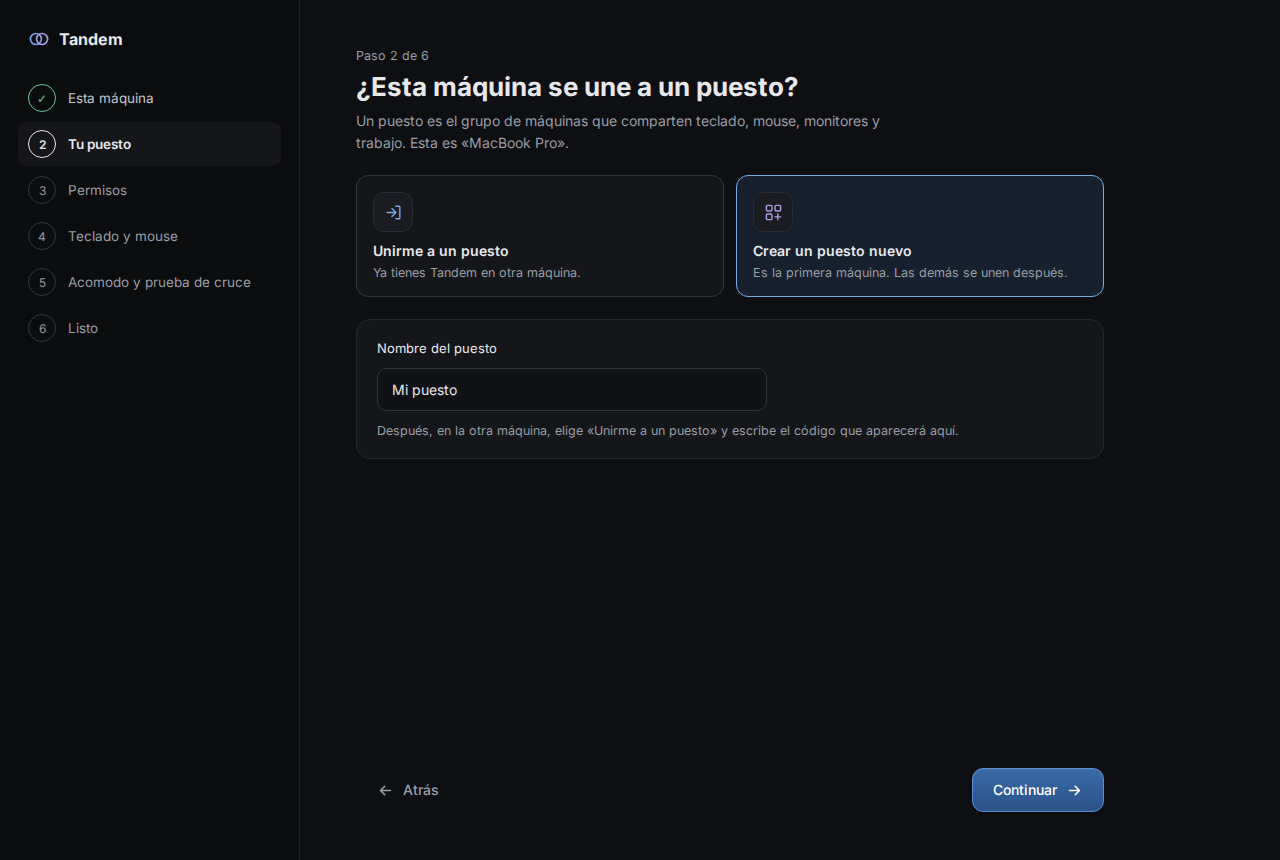 Tandem
✓ Esta máquina
2 Tu puesto
3 Permisos
4 Teclado y mouse
5 Acomodo y prueba de cruce
6 Listo
Paso 2 de 6
¿Esta máquina se une a un puesto?
Un puesto es el grupo de máquinas que comparten teclado, mouse, monitores y
trabajo. Esta es «MacBook Pro».
Unirme a un puesto
Ya tienes Tandem en otra máquina.
Crear un puesto nuevo
Es la primera máquina. Las demás se unen después.
Nombre del puesto
Mi puesto
Después, en la otra máquina, elige «Unirme a un puesto» y escribe el código que aparecerá aquí.
← Atrás
Continuar →